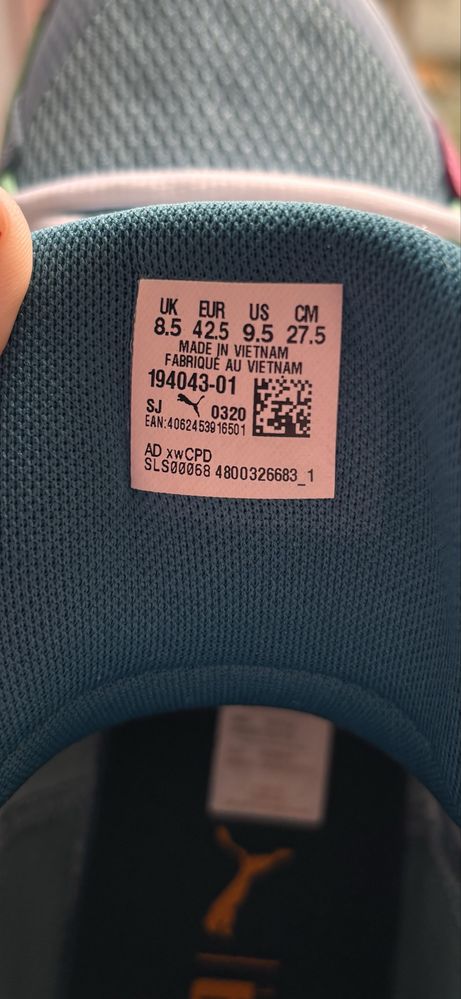 UK EUR US CM
8.5 42.5 9.5 27.5
MADE IN VIETNAM
FABRIQUÉ AU VIETNAM
194043-01
SJ 0320
EAN:4062453916501
AD xwCPD
SLS00068 4800326683_1